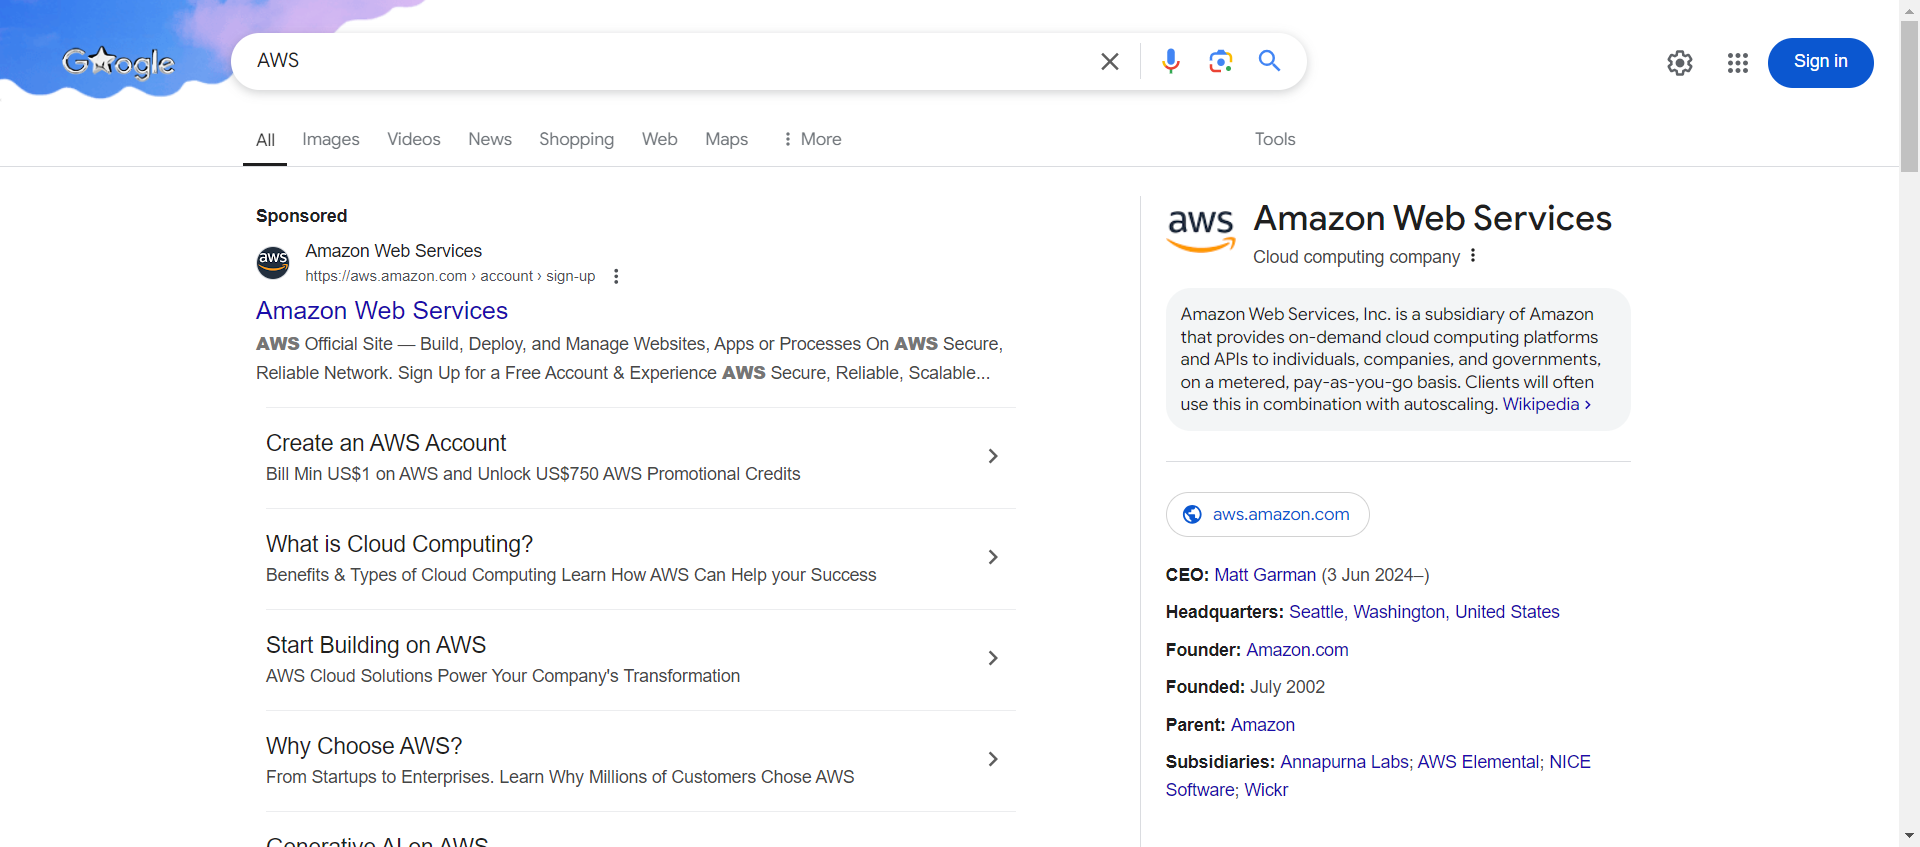 Google
AWS
Sign in
All
Images
Videos
News
Shopping
Web
Maps
More
Tools
Sponsored
aws
Amazon Web Services
https://aws.amazon.com › account › sign-up
Amazon Web Services
AWS Official Site — Build, Deploy, and Manage Websites, Apps or Processes On AWS Secure,
Reliable Network. Sign Up for a Free Account & Experience AWS Secure, Reliable, Scalable...
Create an AWS Account
Bill Min US$1 on AWS and Unlock US$750 AWS Promotional Credits
What is Cloud Computing?
Benefits & Types of Cloud Computing Learn How AWS Can Help your Success
Start Building on AWS
AWS Cloud Solutions Power Your Company's Transformation
Why Choose AWS?
From Startups to Enterprises. Learn Why Millions of Customers Chose AWS
Generative AI on AWS
aws
Amazon Web Services
Cloud computing company
Amazon Web Services, Inc. is a subsidiary of Amazon
that provides on-demand cloud computing platforms
and APIs to individuals, companies, and governments,
on a metered, pay-as-you-go basis. Clients will often
use this in combination with autoscaling. Wikipedia ›
aws.amazon.com
CEO: Matt Garman (3 Jun 2024–)
Headquarters: Seattle, Washington, United States
Founder: Amazon.com
Founded: July 2002
Parent: Amazon
Subsidiaries: Annapurna Labs; AWS Elemental; NICE
Software; Wickr